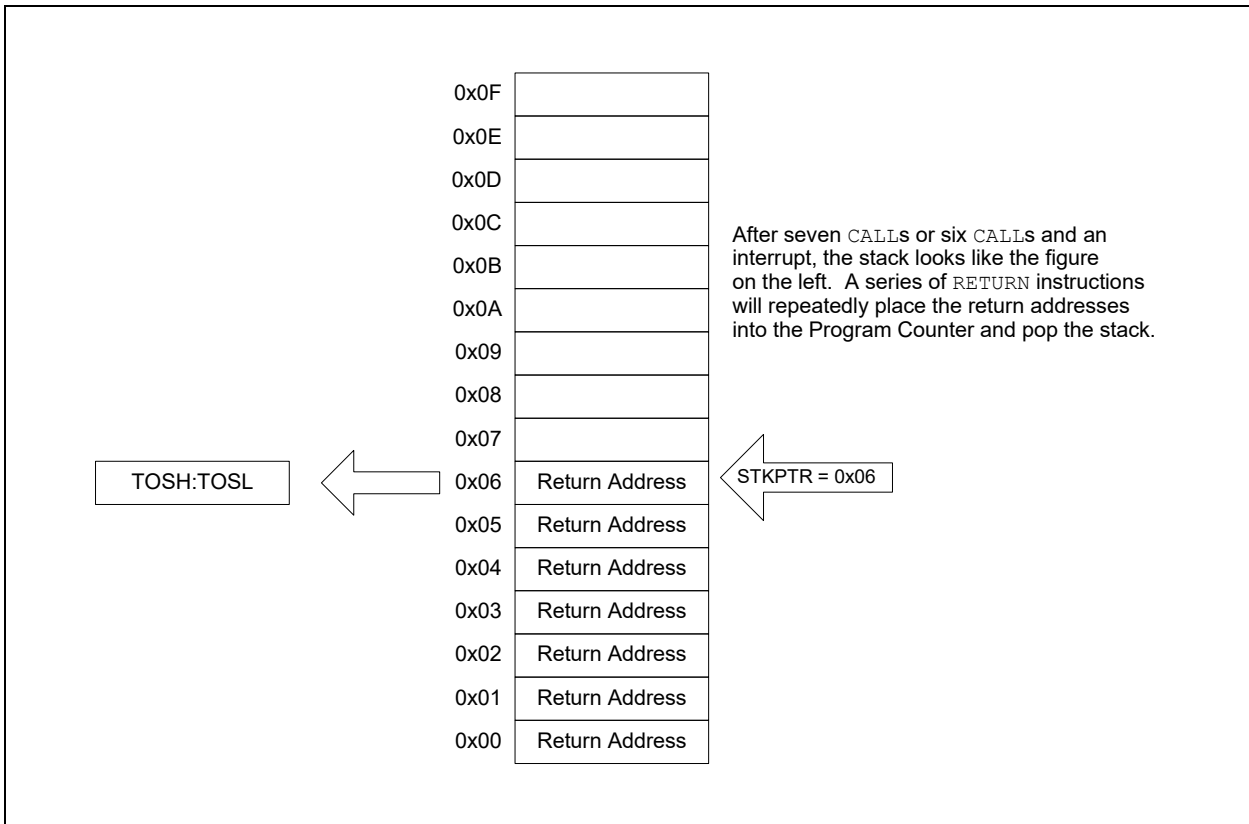 0x0F
0x0E
0x0D
0x0C
0x0B
0x0A
0x09
0x08
0x07
After seven CALLs or six CALLs and an
interrupt, the stack looks like the figure
on the left.  A series of RETURN instructions
will repeatedly place the return addresses
into the Program Counter and pop the stack.
TOSH:TOSL
0x06 Return Address
STKPTR = 0x06
0x05 Return Address
0x04 Return Address
0x03 Return Address
0x02 Return Address
0x01 Return Address
0x00 Return Address